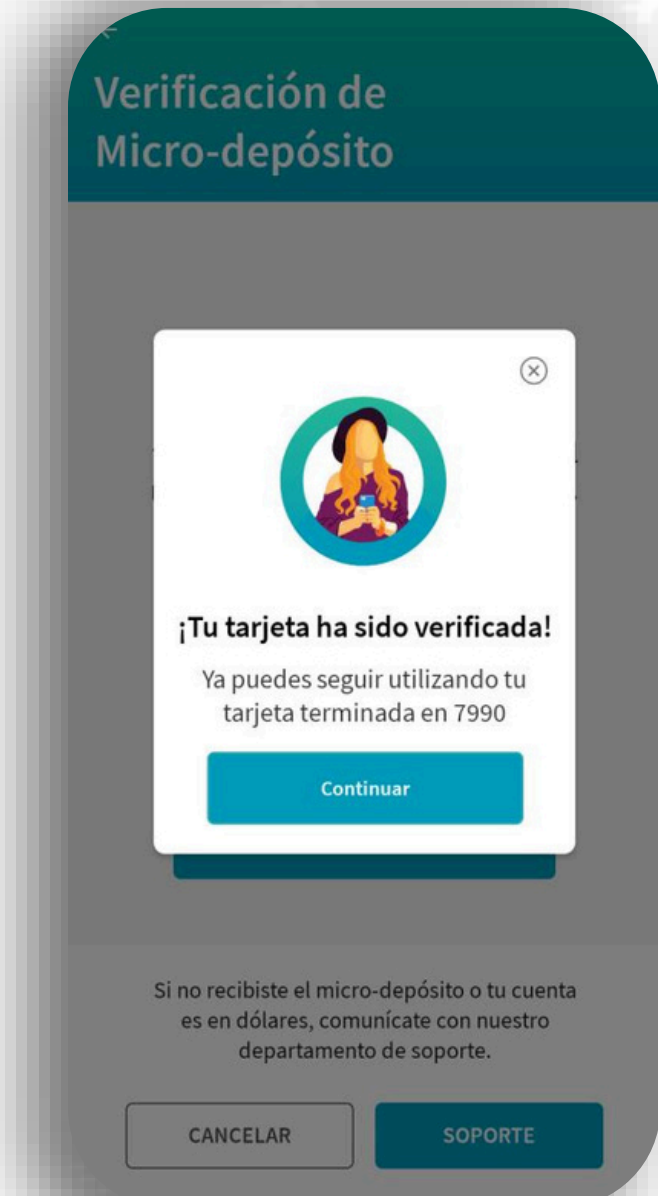 Verificación de
Micro-depósito
¡Tu tarjeta ha sido verificada!
Ya puedes seguir utilizando tu
tarjeta terminada en 7990
Continuar
Si no recibiste el micro-depósito o tu cuenta
es en dólares, comunícate con nuestro
departamento de soporte.
CANCELAR
SOPORTE